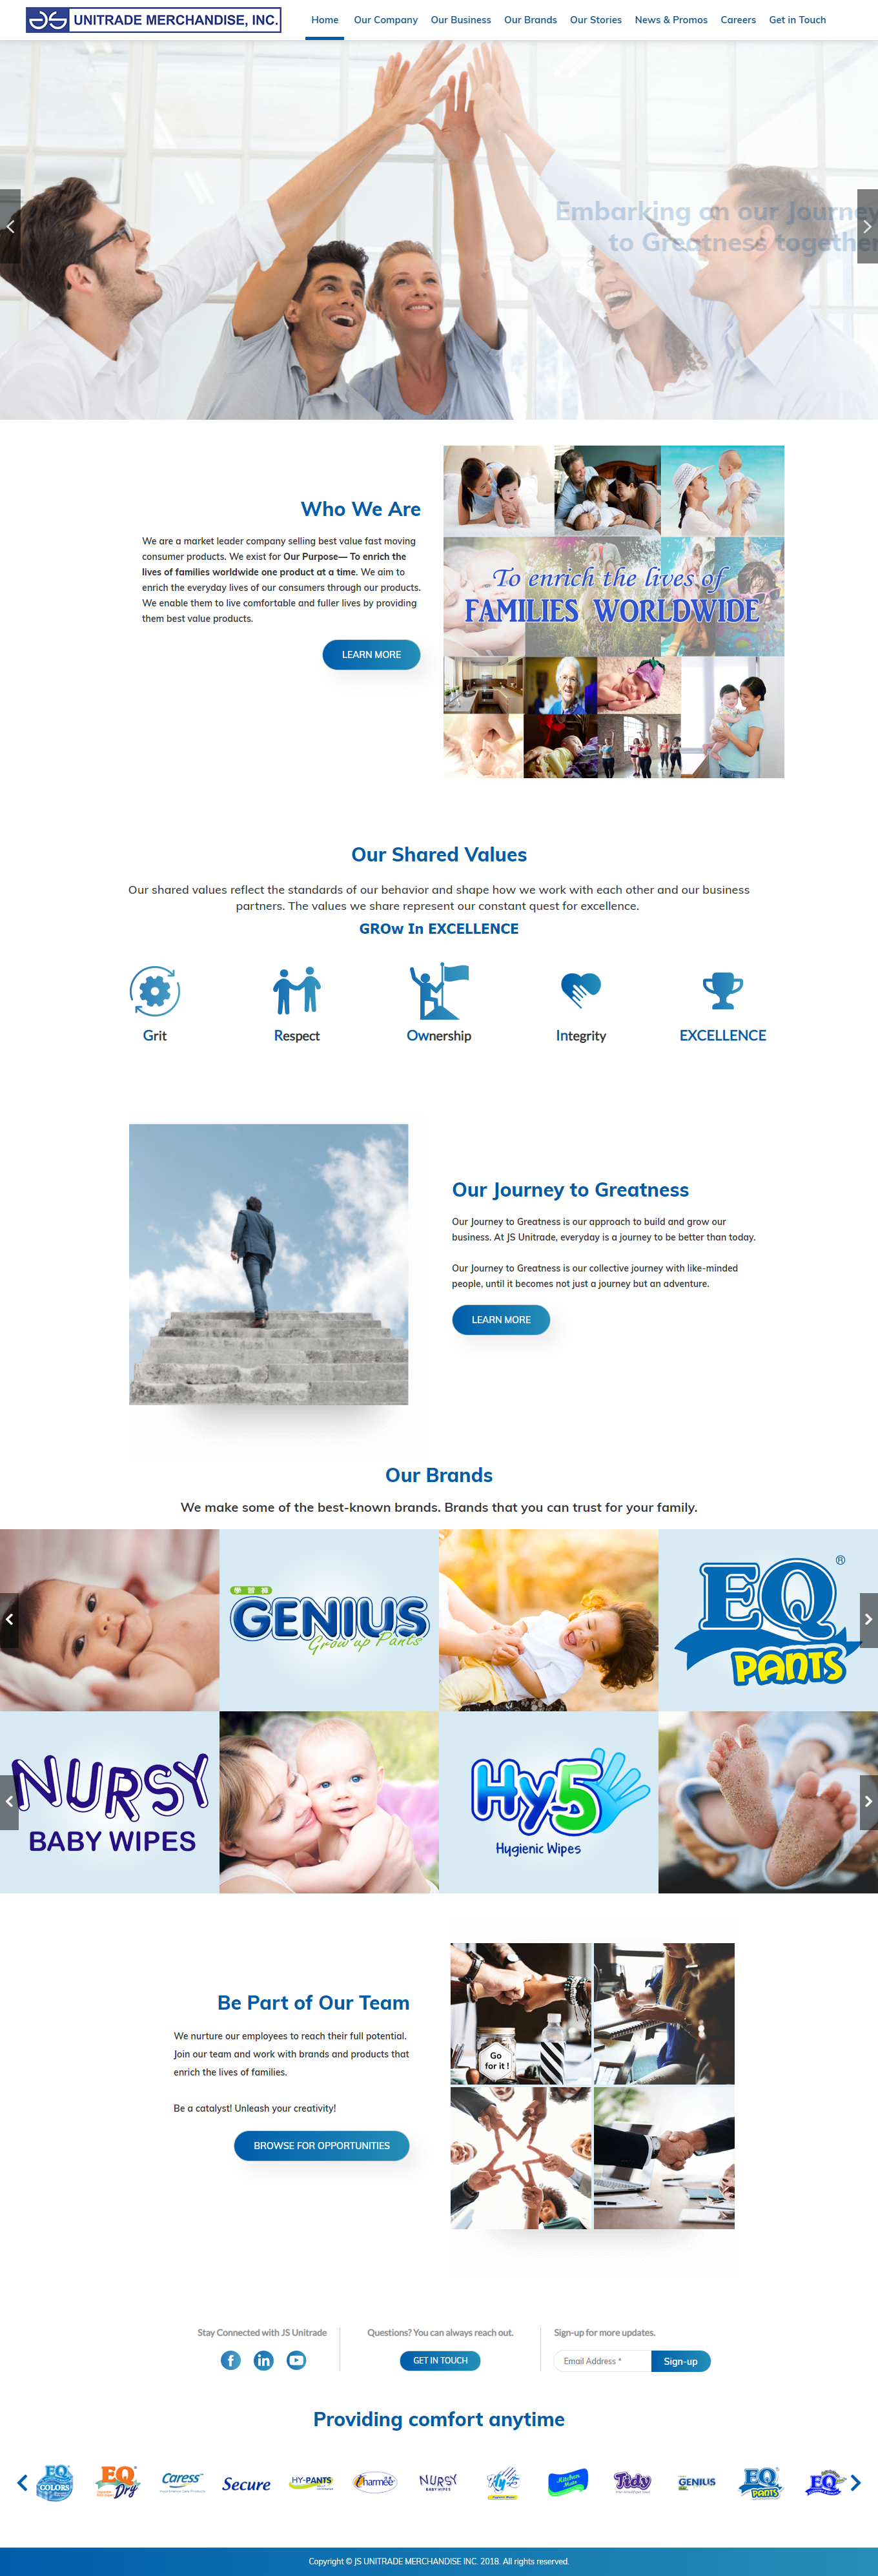 JS UNITRADE MERCHANDISE, INC.
Home Our Company Our Business Our Brands Our Stories News & Promos Careers Get in Touch
Embarking on our Journey
to Greatness together
Who We Are
We are a market leader company selling best value fast moving
consumer products. We exist for Our Purpose— To enrich the
lives of families worldwide one product at a time. We aim to
enrich the everyday lives of our consumers through our products.
We enable them to live comfortable and fuller lives by providing
them best value products.
LEARN MORE
To enrich the lives of
FAMILIES WORLDWIDE
Our Shared Values
Our shared values reflect the standards of our behavior and shape how we work with each other and our business
partners. The values we share represent our constant quest for excellence.
GROw In EXCELLENCE
Grit
Respect
Ownership
Integrity
EXCELLENCE
Our Journey to Greatness
Our Journey to Greatness is our approach to build and grow our
business. At JS Unitrade, everyday is a journey to be better than today.
Our Journey to Greatness is our collective journey with like-minded
people, until it becomes not just a journey but an adventure.
LEARN MORE
Our Brands
We make some of the best-known brands. Brands that you can trust for your family.
GENIUS
Grow up Pants
EQ®
PANTS
NURSY
BABY WIPES
Hy-5
Hygienic Wipes
Be Part of Our Team
We nurture our employees to reach their full potential.
Join our team and work with brands and products that
enrich the lives of families.
Be a catalyst! Unleash your creativity!
BROWSE FOR OPPORTUNITIES
Go
for it !
Stay Connected with JS Unitrade
Questions? You can always reach out.
GET IN TOUCH
Sign-up for more updates.
Email Address *
Sign-up
Providing comfort anytime
EQ COLORS
EQ Dry
Caress
Secure
HY-PANTS
Charmee
NURSY
BABY WIPES
Hy-5
Kitchen Mate
Tidy
GENIUS
EQ PANTS
EQ
Copyright © JS UNITRADE MERCHANDISE INC. 2018. All rights reserved.